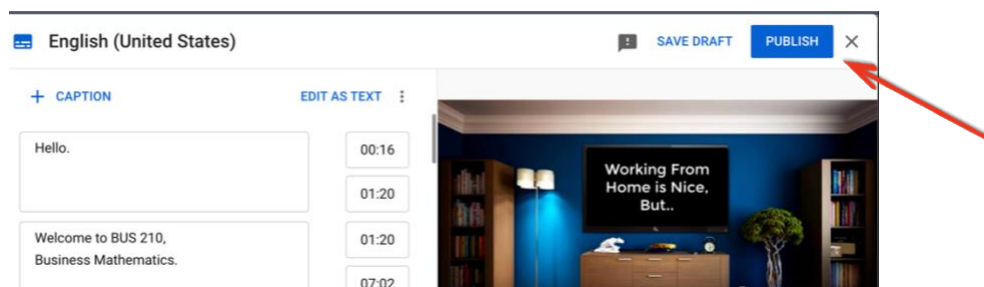 English (United States)
SAVE DRAFT
PUBLISH
+ CAPTION
EDIT AS TEXT
Hello.
00:16
01:20
Welcome to BUS 210,
Business Mathematics.
01:20
07:02
Working From
Home is Nice,
But..